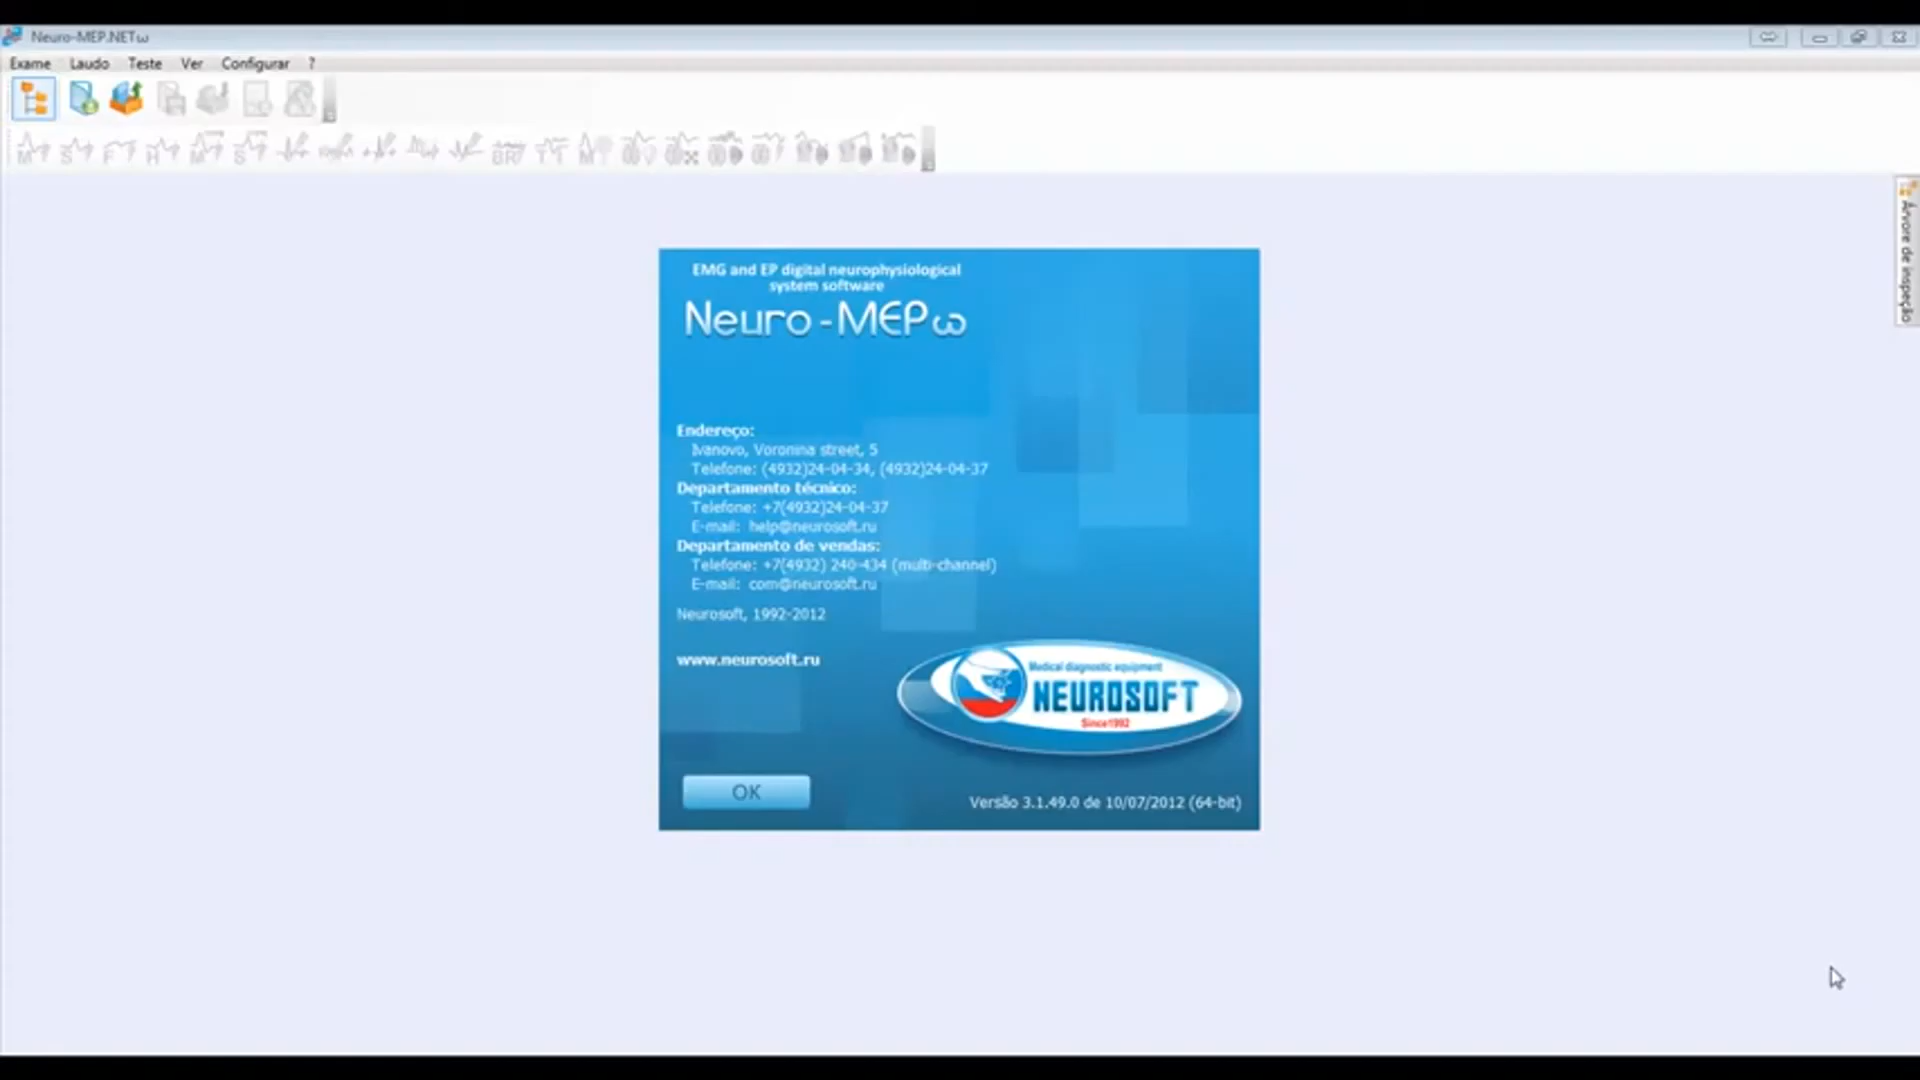 Neuro-MEP.NETω
Exame Laudo Teste Ver Configurar ?
Árvore de inspeção
EMG and EP digital neurophysiological
system software
Neuro-MEPω
Endereço:
Ivanovo, Voronina street, 5
Telefone: (4932)24-04-34, (4932)24-04-37
Departamento técnico:
Telefone: +7(4932)24-04-37
E-mail: help@neurosoft.ru
Departamento de vendas:
Telefone: +7(4932) 240-434 (multi-channel)
E-mail: com@neurosoft.ru
Neurosoft, 1992-2012
www.neurosoft.ru
Medical diagnostic equipment
NEUROSOFT
Since1992
OK
Versão 3.1.49.0 de 10/07/2012 (64-bit)